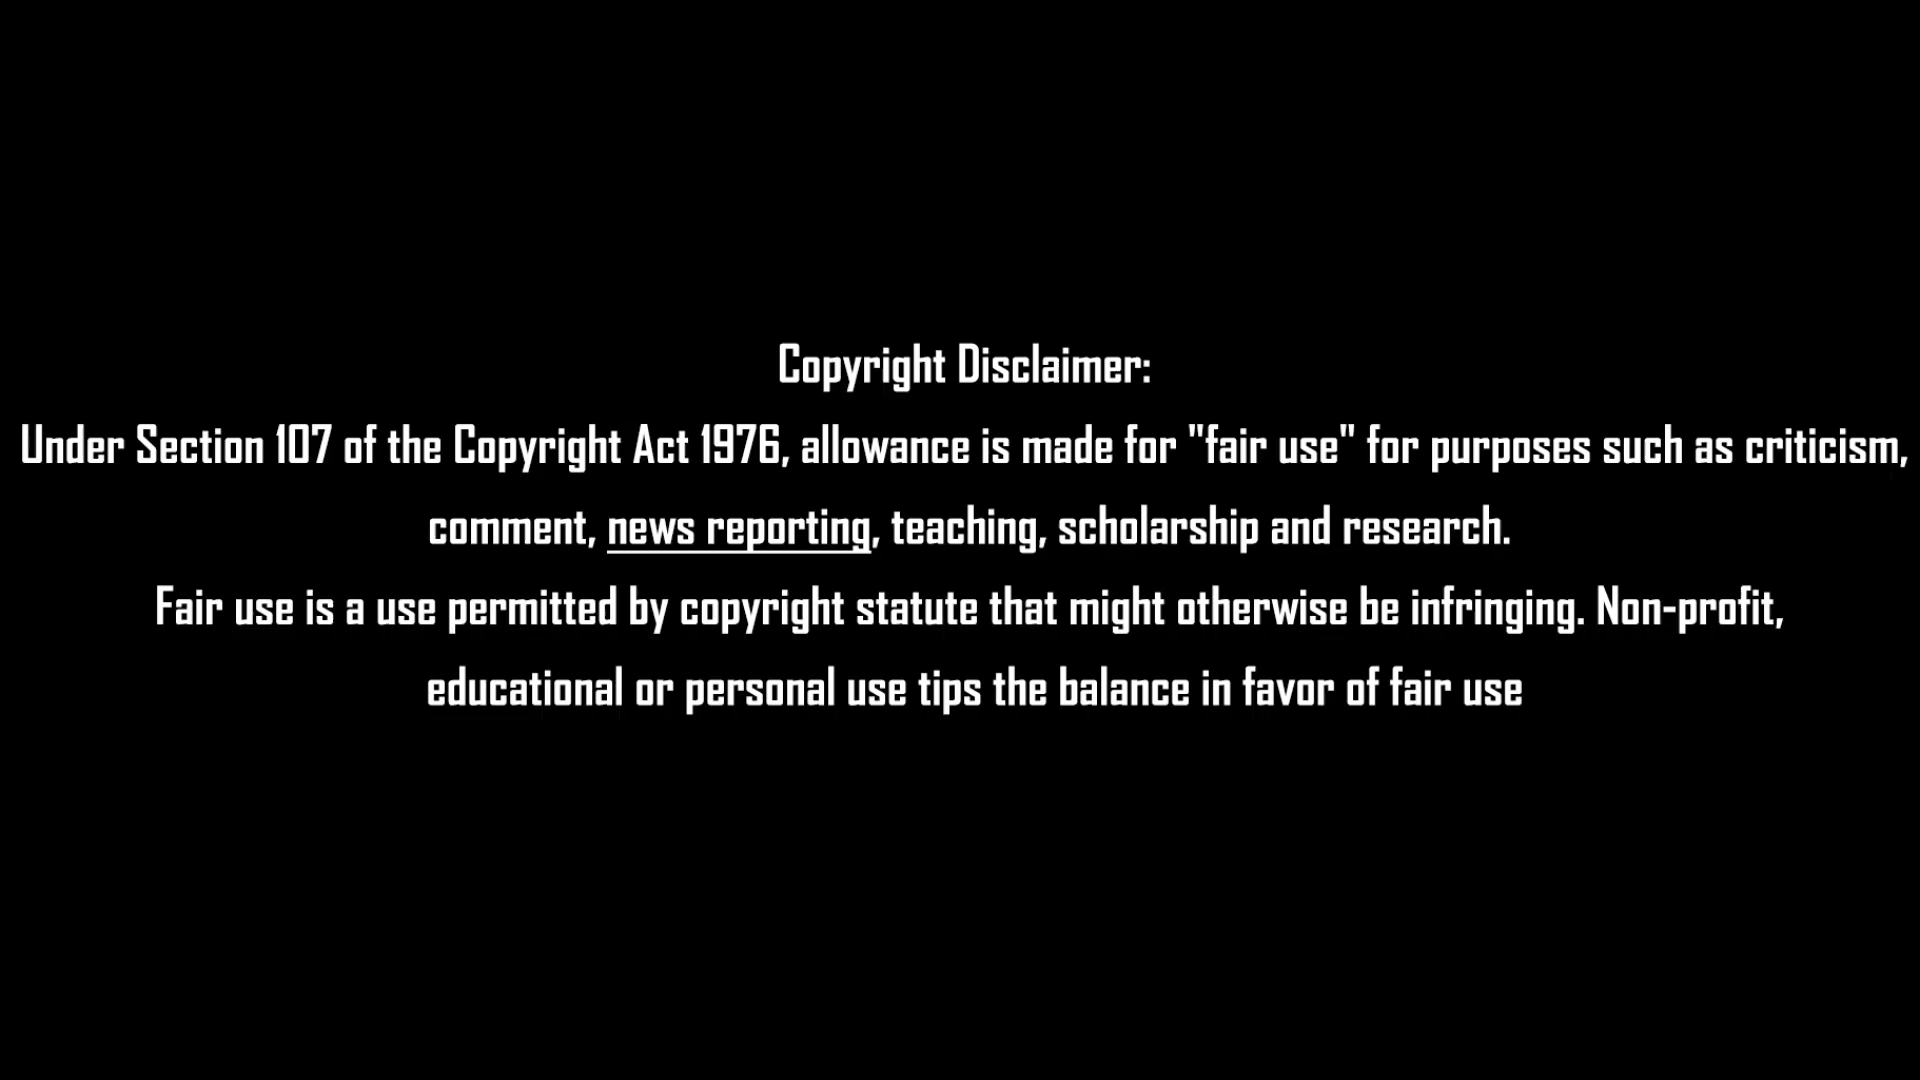 Copyright Disclaimer:
Under Section 107 of the Copyright Act 1976, allowance is made for "fair use" for purposes such as criticism,
comment, news reporting, teaching, scholarship and research.
Fair use is a use permitted by copyright statute that might otherwise be infringing. Non-profit,
educational or personal use tips the balance in favor of fair use